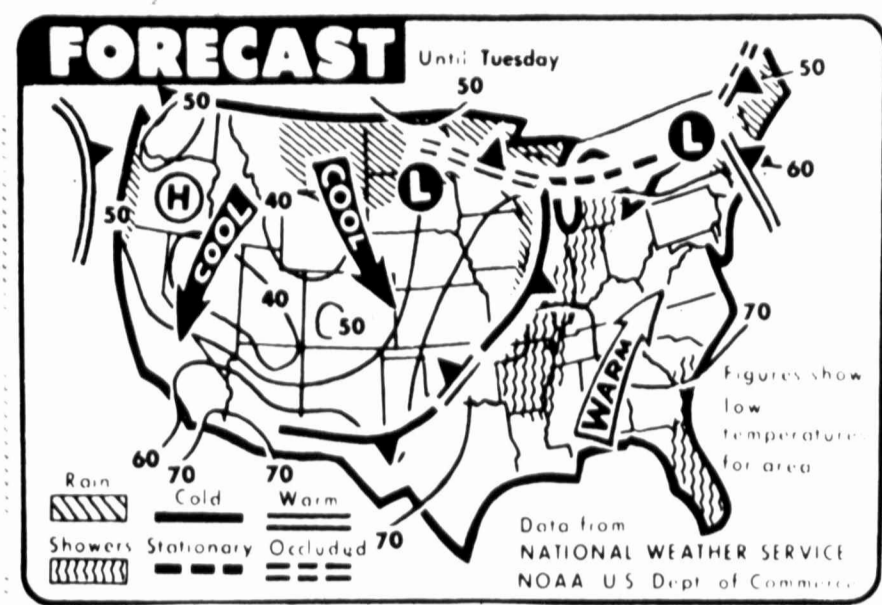 FORECAST
Until Tuesday
50
50
50
L
L
60
H
50
COOL
COOL
40
40
50
70
WARM
Figures show
low
temperature
for area
60
70
70
70
Rain
Cold
Warm
Showers
Stationary
Occluded
Data from
NATIONAL WEATHER SERVICE
NOAA US Dept of Commerce